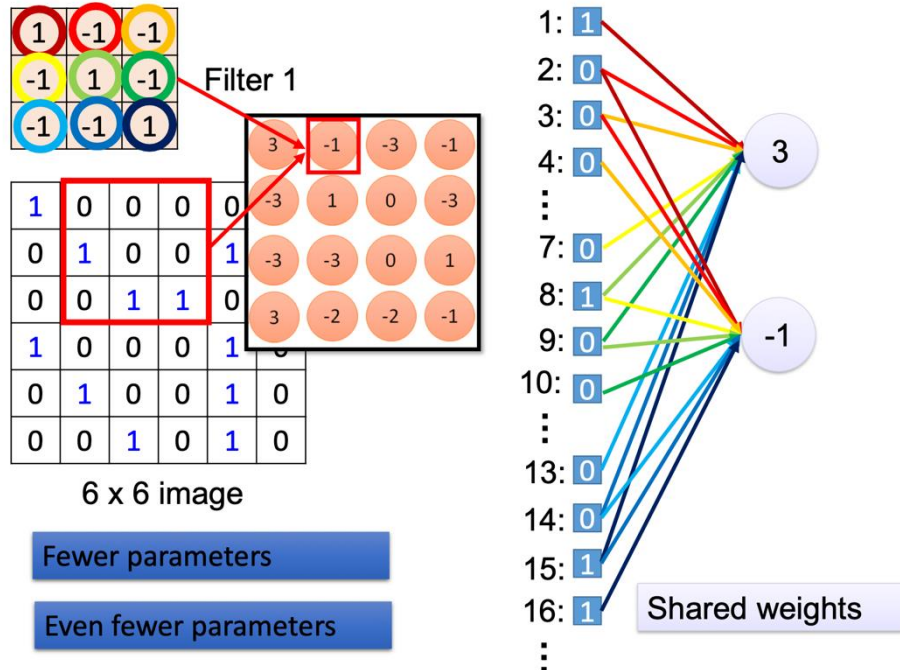 1 -1 -1
-1 1 -1
-1 -1 1
Filter 1
3 -1 -3 -1
-3 1 0 -3
-3 -3 0 1
3 -2 -2 -1
1 0 0 0 0
0 1 0 0 1
0 0 1 1 0
1 0 0 0 1 0
0 1 0 0 1 0
0 0 1 0 1 0
6 x 6 image
Fewer parameters
Even fewer parameters
1: 1
2: 0
3: 0
4: 0
⋮
7: 0
8: 1
9: 0
10: 0
⋮
13: 0
14: 0
15: 1
16: 1
⋮
3
-1
Shared weights